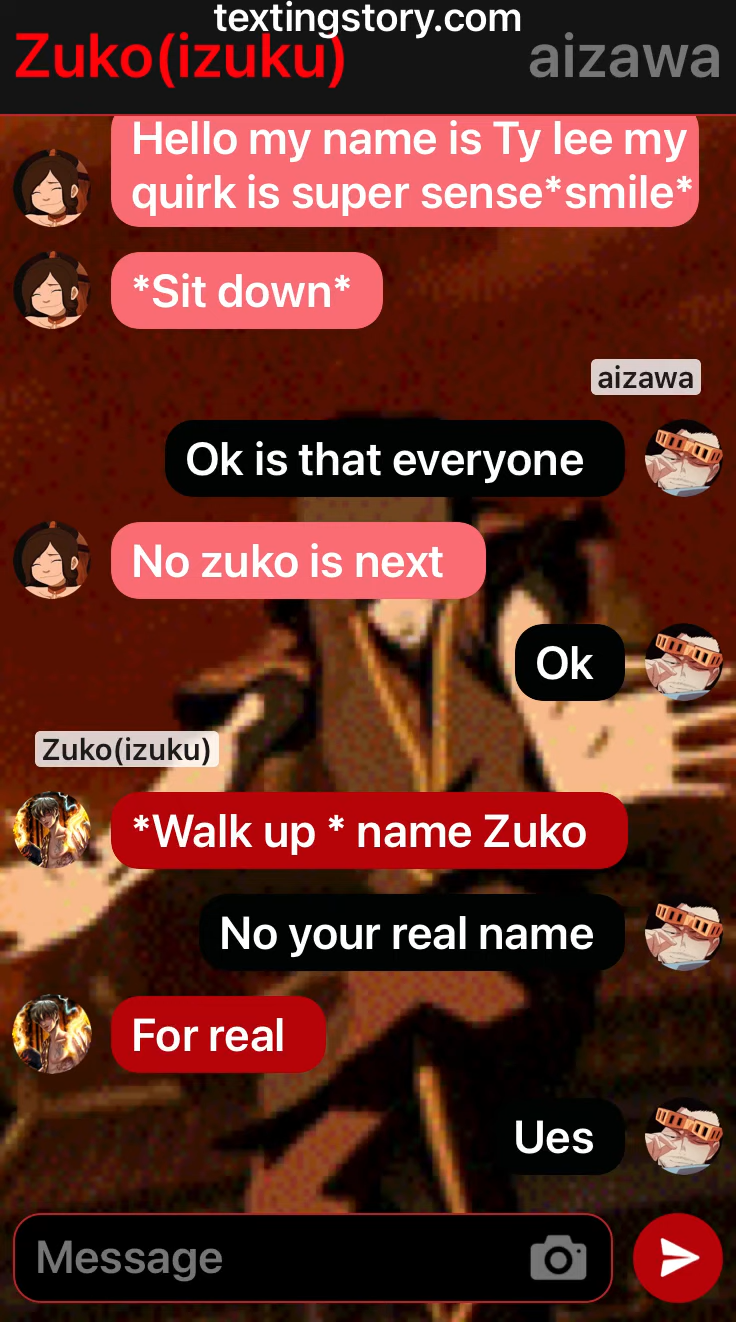 textingstory.com
Zuko(izuku) aizawa
Hello my name is Ty lee my
quirk is super sense*smile*
*Sit down*
aizawa
Ok is that everyone
No zuko is next
Ok
Zuko(izuku)
*Walk up * name Zuko
No your real name
For real
Ues
Message